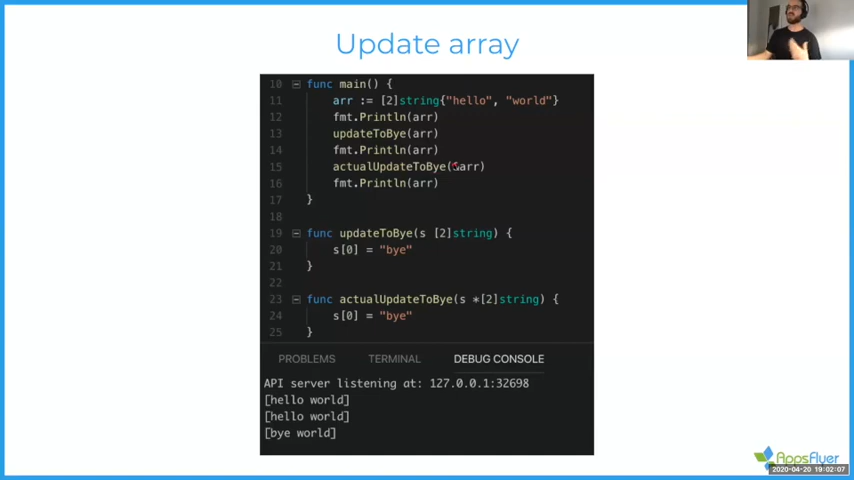 Update array
10 func main() {
11 arr := [2]string{"hello", "world"}
12 fmt.Println(arr)
13 updateToBye(arr)
14 fmt.Println(arr)
15 actualUpdateToBye(&arr)
16 fmt.Println(arr)
17 }
18
19 func updateToBye(s [2]string) {
20 s[0] = "bye"
21 }
22
23 func actualUpdateToBye(s *[2]string) {
24 s[0] = "bye"
25 }
PROBLEMS TERMINAL DEBUG CONSOLE
API server listening at: 127.0.0.1:32698
[hello world]
[hello world]
[bye world]
AppsFlyer
2020-04-20 19:02:07